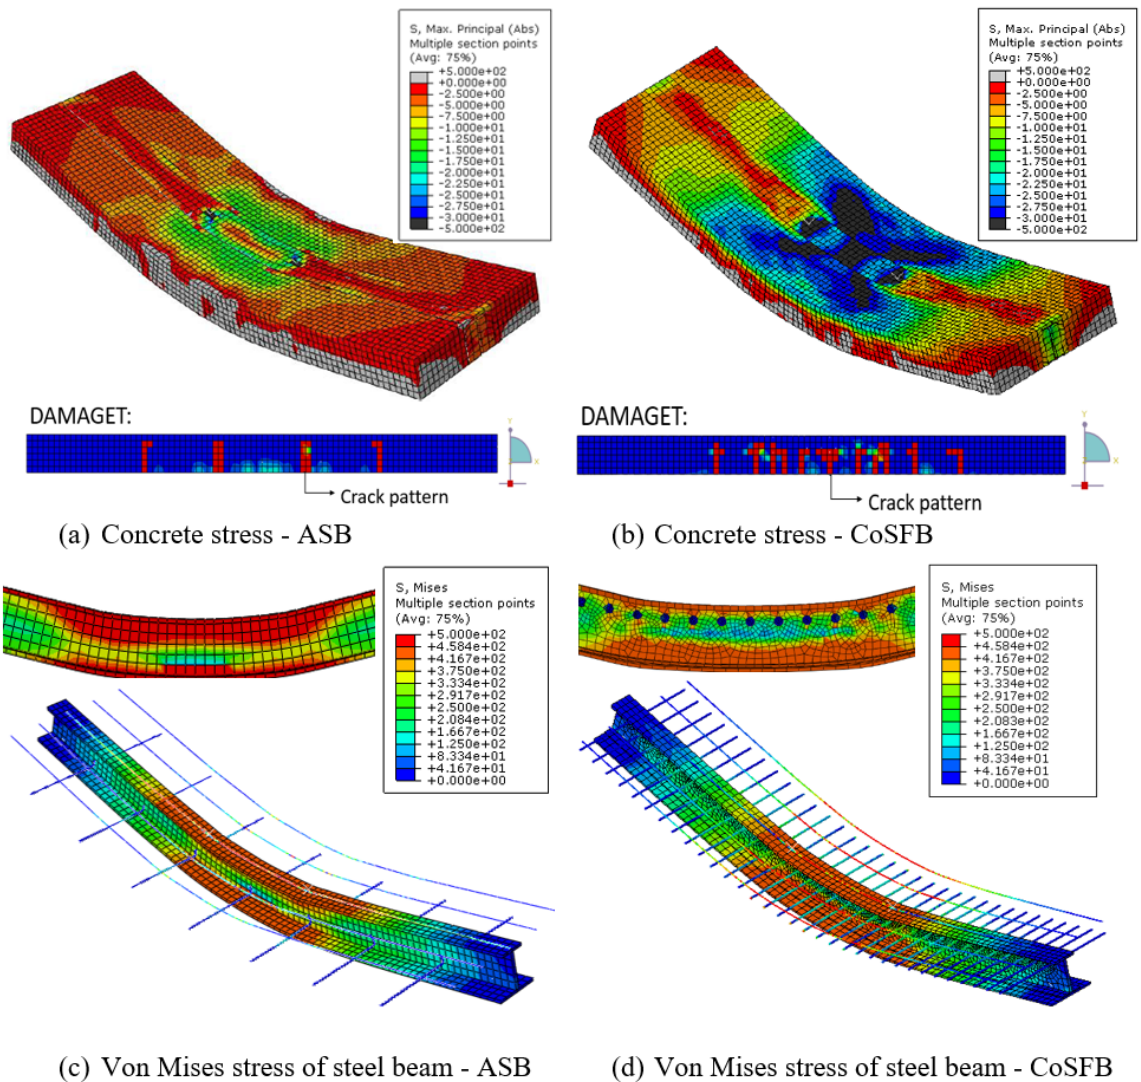 S, Max. Principal (Abs)
Multiple section points
(Avg: 75%)
+5.000e+02
+0.000e+00
-2.500e+00
-5.000e+00
-7.500e+00
-1.000e+01
-1.250e+01
-1.500e+01
-1.750e+01
-2.000e+01
-2.250e+01
-2.500e+01
-2.750e+01
-3.000e+01
-5.000e+02
S, Max. Principal (Abs)
Multiple section points
(Avg: 75%)
+5.000e+02
+0.000e+00
-2.500e+00
-5.000e+00
-7.500e+00
-1.000e+01
-1.250e+01
-1.500e+01
-1.750e+01
-2.000e+01
-2.250e+01
-2.500e+01
-2.750e+01
-3.000e+01
-5.000e+02
DAMAGET:
Y
X
Crack pattern
DAMAGET:
Y
X
Crack pattern
(a) Concrete stress - ASB
(b) Concrete stress - CoSFB
S, Mises
Multiple section points
(Avg: 75%)
+5.000e+02
+4.584e+02
+4.167e+02
+3.750e+02
+3.334e+02
+2.917e+02
+2.500e+02
+2.084e+02
+1.667e+02
+1.250e+02
+8.334e+01
+4.167e+01
+0.000e+00
S, Mises
Multiple section points
(Avg: 75%)
+5.000e+02
+4.584e+02
+4.167e+02
+3.750e+02
+3.334e+02
+2.917e+02
+2.500e+02
+2.083e+02
+1.667e+02
+1.250e+02
+8.334e+01
+4.167e+01
+0.000e+00
(c) Von Mises stress of steel beam - ASB
(d) Von Mises stress of steel beam - CoSFB